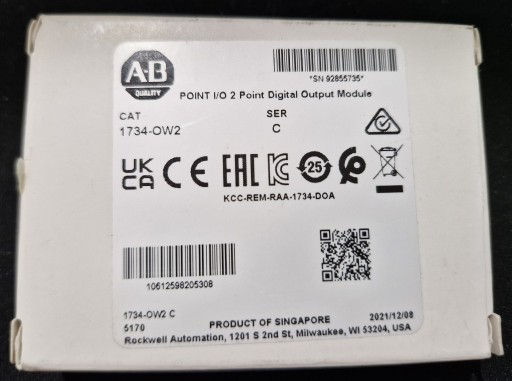 A·B
QUALITY
*SN 92855735*
POINT I/O 2 Point Digital Output Module
CAT
SER
1734-OW2
C
UK
CA CE EAC 25
KCC-REM-RAA-1734-DOA
10612598205308
1734-OW2 C
5170
PRODUCT OF SINGAPORE
2021/12/08
Rockwell Automation, 1201 S 2nd St, Milwaukee, WI 53204, USA